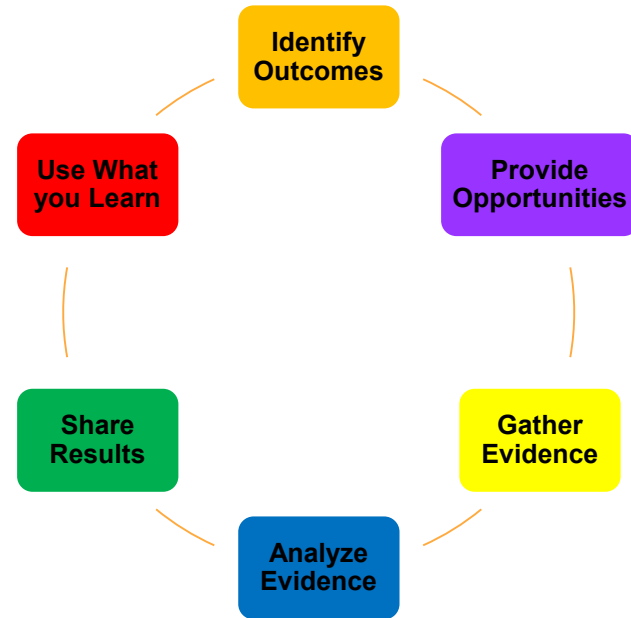 Identify
Outcomes
Provide
Opportunities
Gather
Evidence
Analyze
Evidence
Share
Results
Use What
you Learn